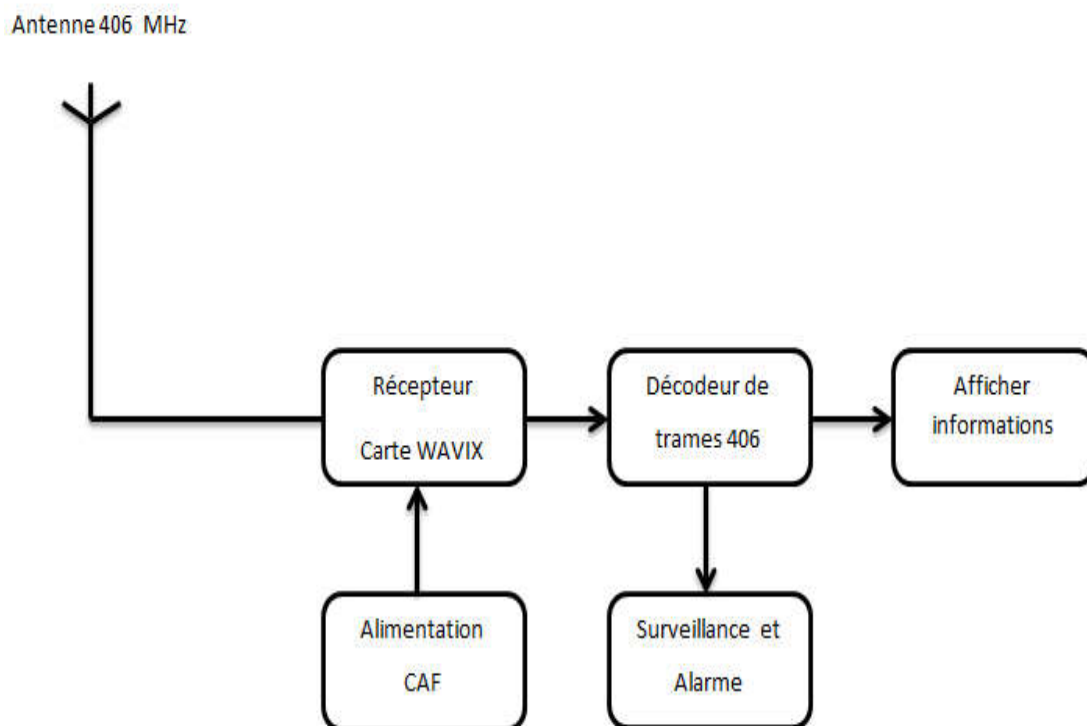 Antenne 406 MHz
Récepteur
Carte WAVIX
Décodeur de
trames 406
Afficher
informations
Alimentation
CAF
Surveillance et
Alarme